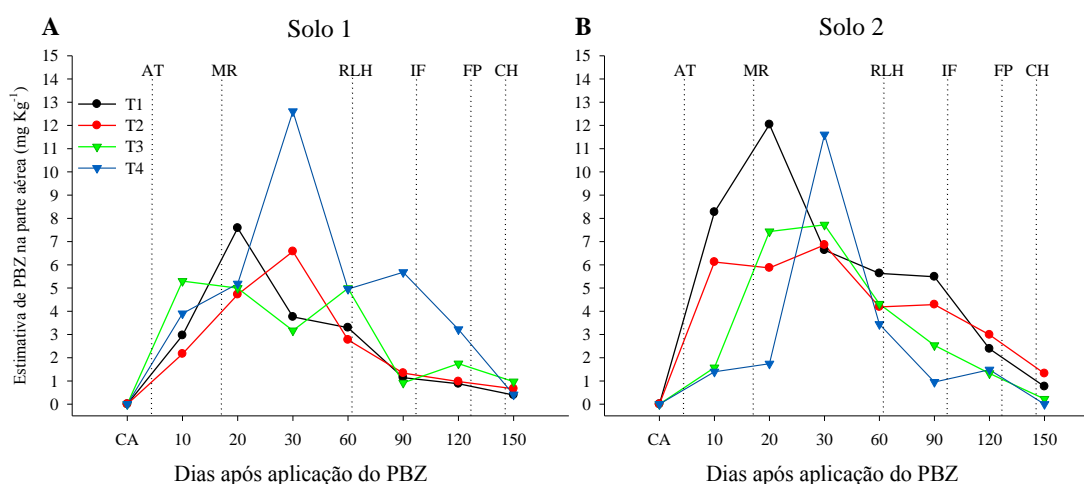 A Solo 1
Estimativa de PBZ na parte aérea (mg Kg⁻¹)
15
14
13
12
11
10
9
8
7
6
5
4
3
2
1
0
AT MR RLH IF FP CH
T1
T2
T3
T4
CA 10 20 30 60 90 120 150
Dias após aplicação do PBZ
B Solo 2
15
14
13
12
11
10
9
8
7
6
5
4
3
2
1
0
AT MR RLH IF FP CH
CA 10 20 30 60 90 120 150
Dias após aplicação do PBZ